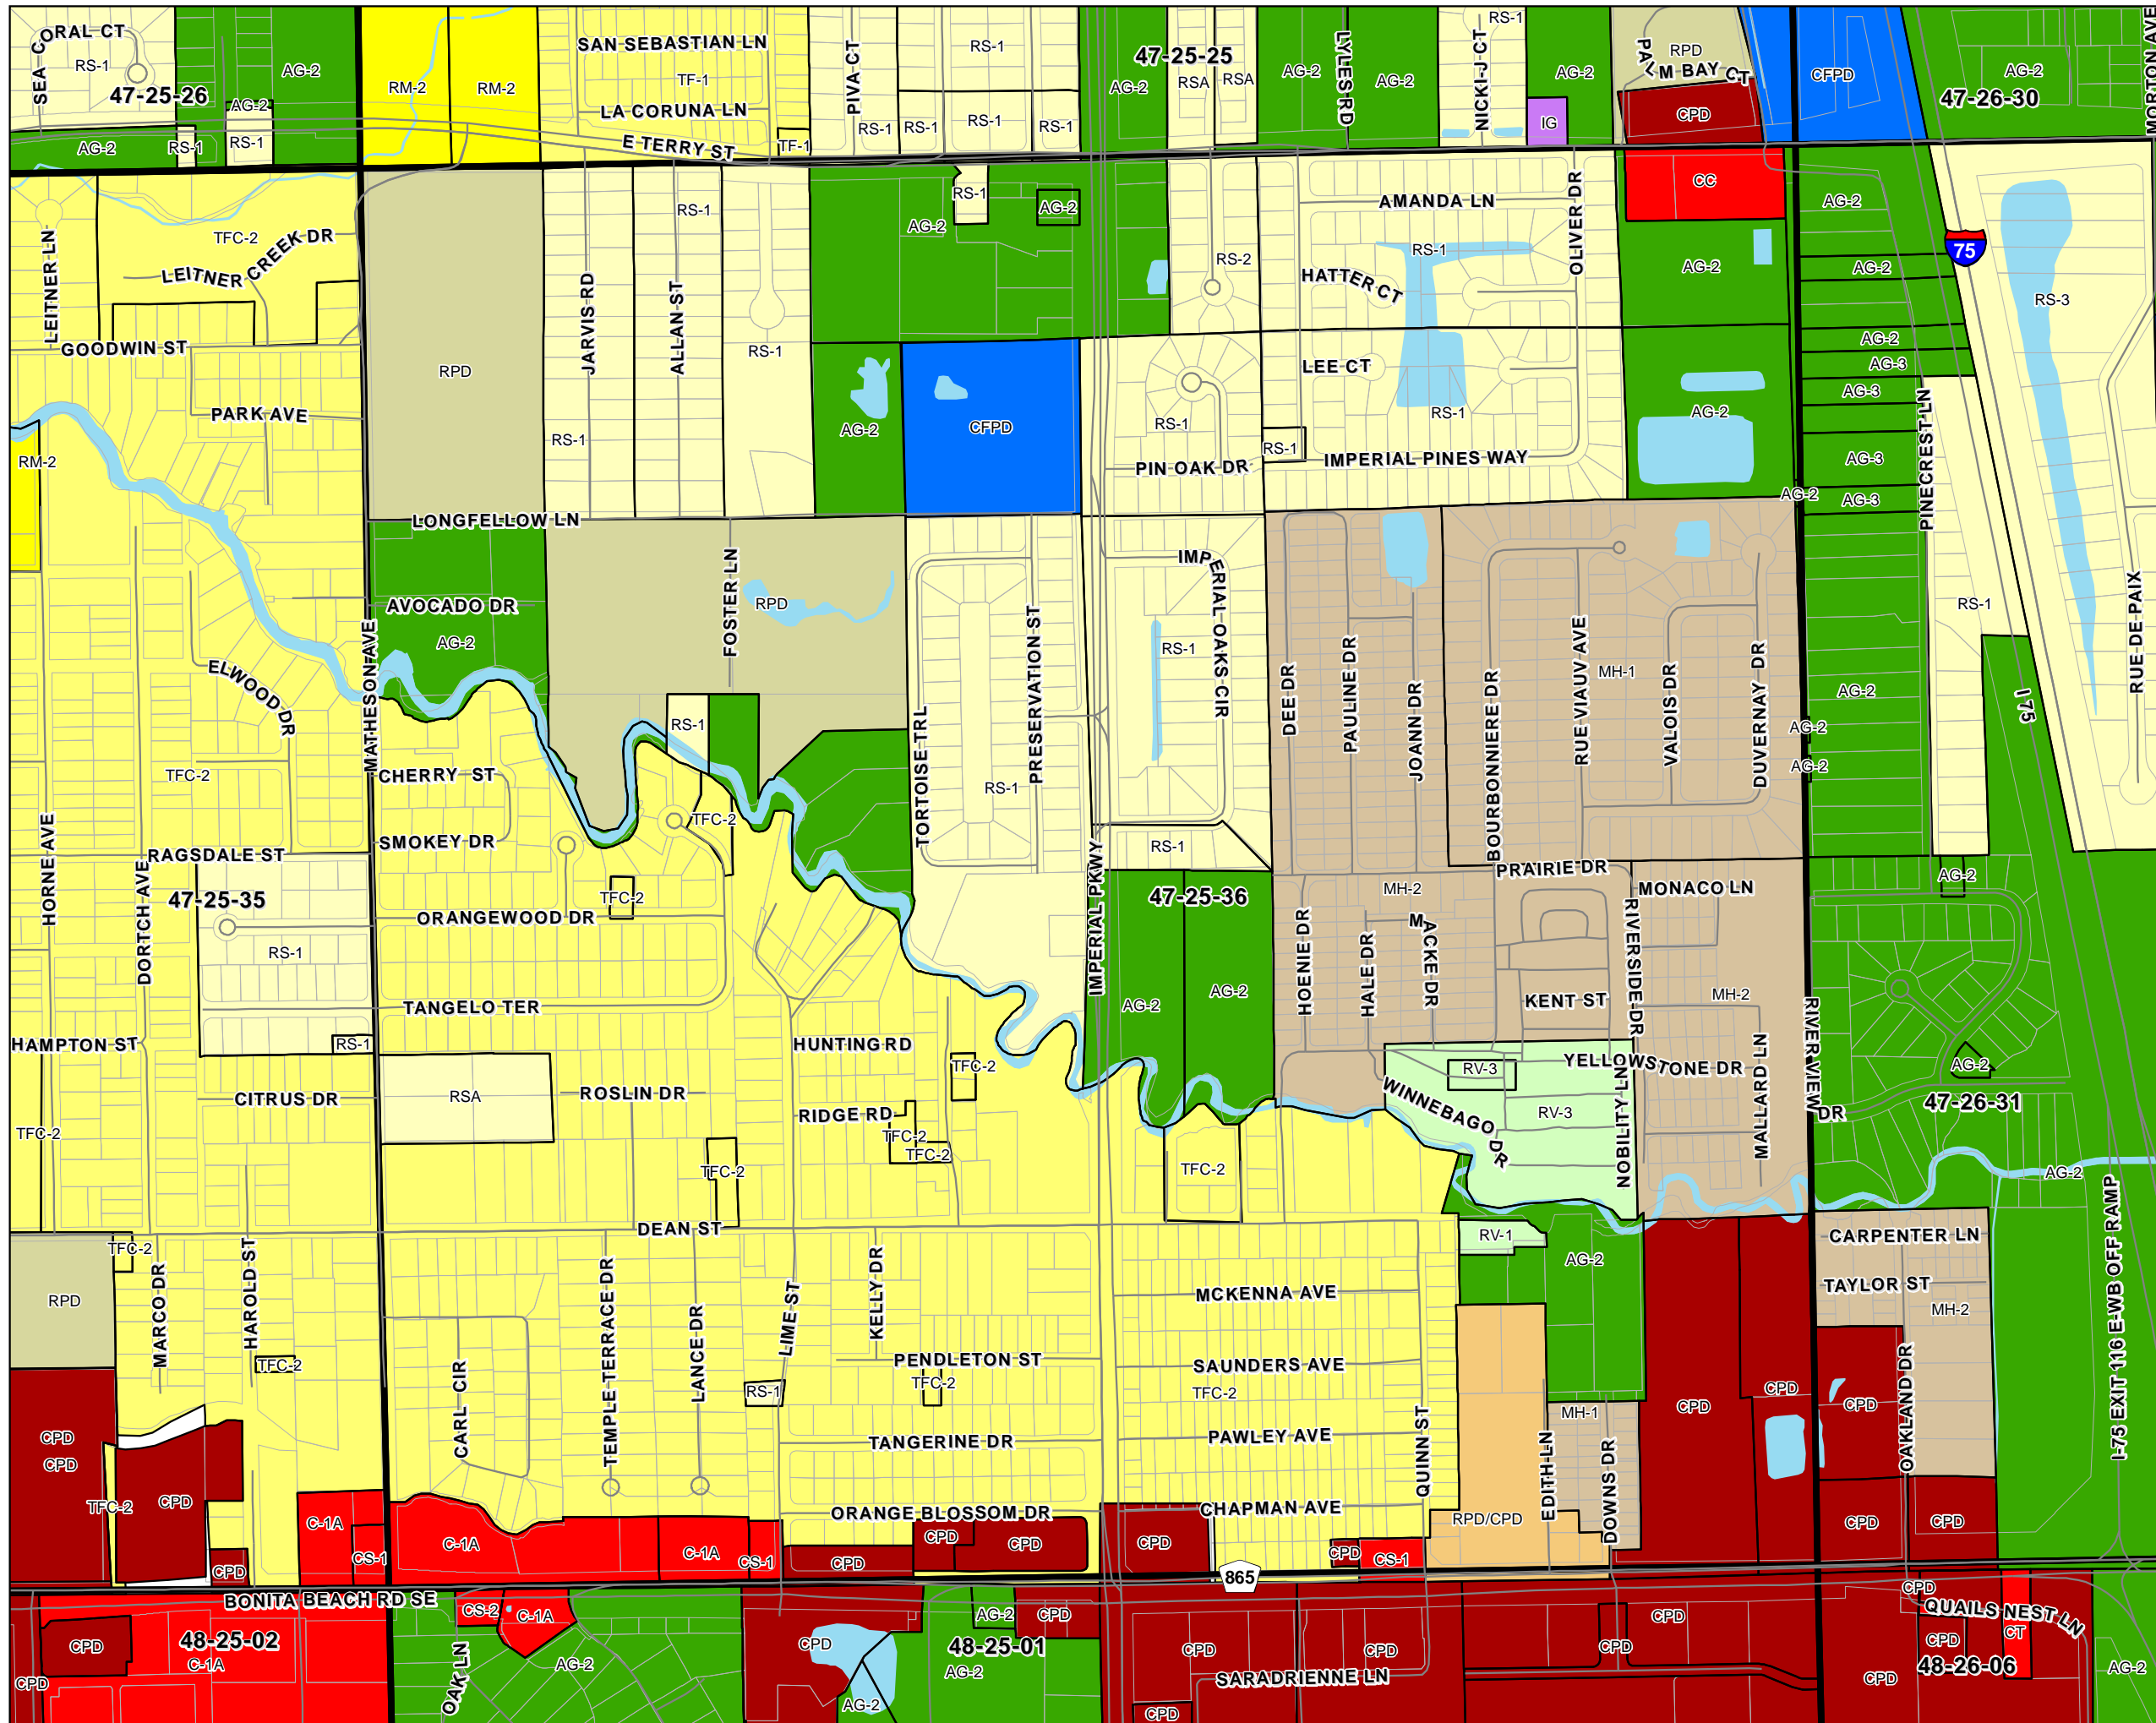 SEA CORAL CT
RS-1
47-25-26
AG-2
AG-2
RS-1
AG-2
RS-1
RM-2
RM-2
SAN SEBASTIAN LN
TF-1
LA CORUNA LN
E TERRY ST
TF-1
PIVA CT
RS-1
RS-1
RS-1
RS-1
RS-1
47-25-25
AG-2
RSA
RSA
AG-2
LYLES RD
AG-2
RS-1
NICKI-J CT
AG-2
IG
RPD
PALM BAY CT
CPD
CFPD
AG-2
47-26-30
MORTON AVE
LEITNER LN
TFC-2
LEITNER CREEK DR
GOODWIN ST
PARK AVE
RM-2
RPD
JARVIS RD
RS-1
ALLAN ST
RS-1
RS-1
AG-2
RS-1
AG-2
AG-2
CFPD
RS-2
AMANDA LN
RS-1
HATTER CT
OLIVER DR
LEE CT
RS-1
RS-1
PIN OAK DR
RS-1
IMPERIAL PINES WAY
CC
AG-2
AG-2
AG-2
AG-2
AG-2
AG-3
AG-3
AG-3
AG-3
AG-2
PINECREST LN
75
RS-3
LONGFELLOW LN
AVOCADO DR
AG-2
MATHESON AVE
ELWOOD DR
FOSTER LN
RPD
RS-1
TORTOISE TRL
PRESERVATION ST
RS-1
IMPERIAL OAKS CIR
RS-1
RS-1
DEE DR
PAULINE DR
JOANN DR
BOURBONNIERE DR
RUE VIAUV AVE
MH-1
VALOIS DR
DUVERNAY DR
AG-2
AG-2
AG-2
RS-1
I 75
RUE DE PAIX
TFC-2
CHERRY ST
SMOKEY DR
TFC-2
TFC-2
HORNE AVE
RAGSDALE ST
DORTCH AVE
47-25-35
RS-1
ORANGEWOOD DR
TANGELO TER
IMPERIAL PKWY
47-25-36
AG-2
AG-2
MH-2
PRAIRIE DR
MONACO LN
HOENIE DR
HALE DR
MACKE DR
KENT ST
RIVERSIDE DR
MH-2
AG-2
AG-2
47-26-31
RIVERVIEW DR
HAMPTON ST
RS-1
CITRUS DR
RSA
ROSLIN DR
HUNTING RD
TFC-2
RIDGE RD
TFC-2
TFC-2
TFC-2
TFC-2
TFC-2
RV-3
YELLOWSTONE DR
WINNEBAGO DR
RV-3
NOBILITY LN
MALLARD LN
AG-2
DEAN ST
TFC-2
RPD
MARCO DR
HAROLD ST
TFC-2
CARL CIR
TEMPLE TERRACE DR
LANCE DR
LIME ST
KELLY DR
PENDLETON ST
TFC-2
RS-1
TANGERINE DR
MCKENNA AVE
SAUNDERS AVE
TFC-2
PAWLEY AVE
QUINN ST
RV-1
AG-2
MH-1
EDITH LN
DOWNS DR
CPD
CPD
CARPENTER LN
TAYLOR ST
MH-2
CPD
OAKLAND DR
I-75 EXIT 116 E-WB OFF RAMP
CPD
CPD
TFC-2
CPD
CPD
C-1A
CS-1
C-1A
C-1A
CS-1
CPD
ORANGE BLOSSOM DR
CPD
CPD
CPD
CHAPMAN AVE
CPD
CS-1
RPD/CPD
CPD
CPD
865
BONITA BEACH RD SE
CPD
CPD
48-25-02
C-1A
CS-2
C-1A
OAK LN
AG-2
CPD
AG-2
AG-2
CPD
48-25-01
AG-2
CPD
CPD
SARADRIENNE LN
CPD
CPD
CPD
CPD
QUAILS NEST LN
CPD
CT
48-26-06
CPD
AG-2